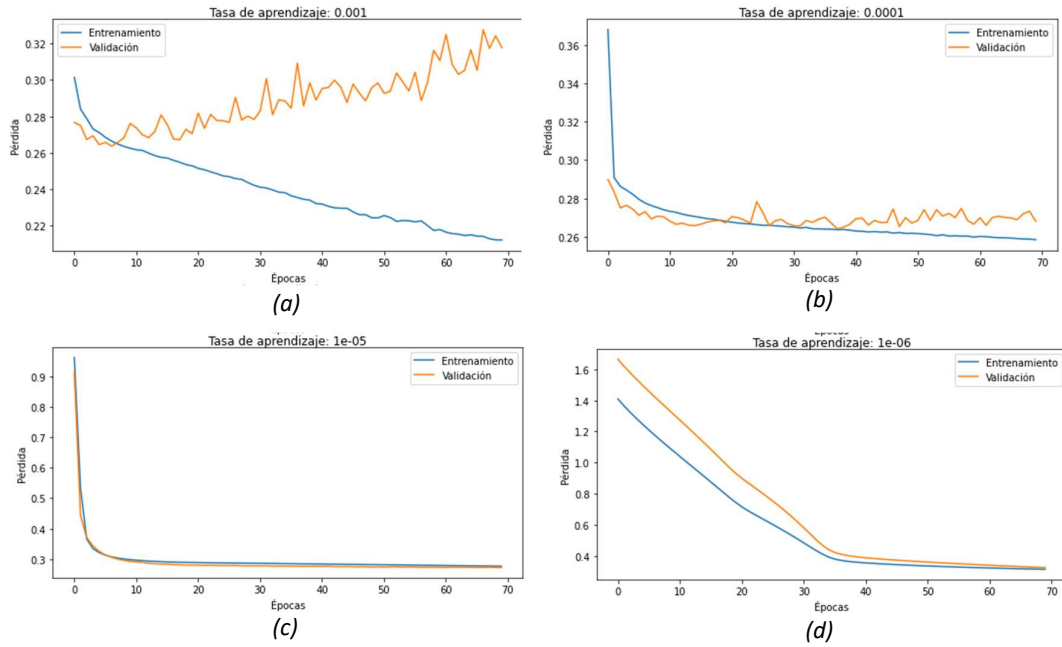 Tasa de aprendizaje: 0.001
Entrenamiento
Validación
0.32
0.30
0.28
0.26
0.24
0.22
Pérdida
0 10 20 30 40 50 60 70
Épocas
(a)
Tasa de aprendizaje: 0.0001
Entrenamiento
Validación
0.36
0.34
0.32
0.30
0.28
0.26
Pérdida
0 10 20 30 40 50 60 70
Épocas
(b)
Tasa de aprendizaje: 1e-05
Entrenamiento
Validación
0.9
0.8
0.7
0.6
0.5
0.4
0.3
Pérdida
0 10 20 30 40 50 60 70
Épocas
(c)
Épocas
Tasa de aprendizaje: 1e-06
Entrenamiento
Validación
1.6
1.4
1.2
1.0
0.8
0.6
0.4
Pérdida
0 10 20 30 40 50 60 70
Épocas
(d)